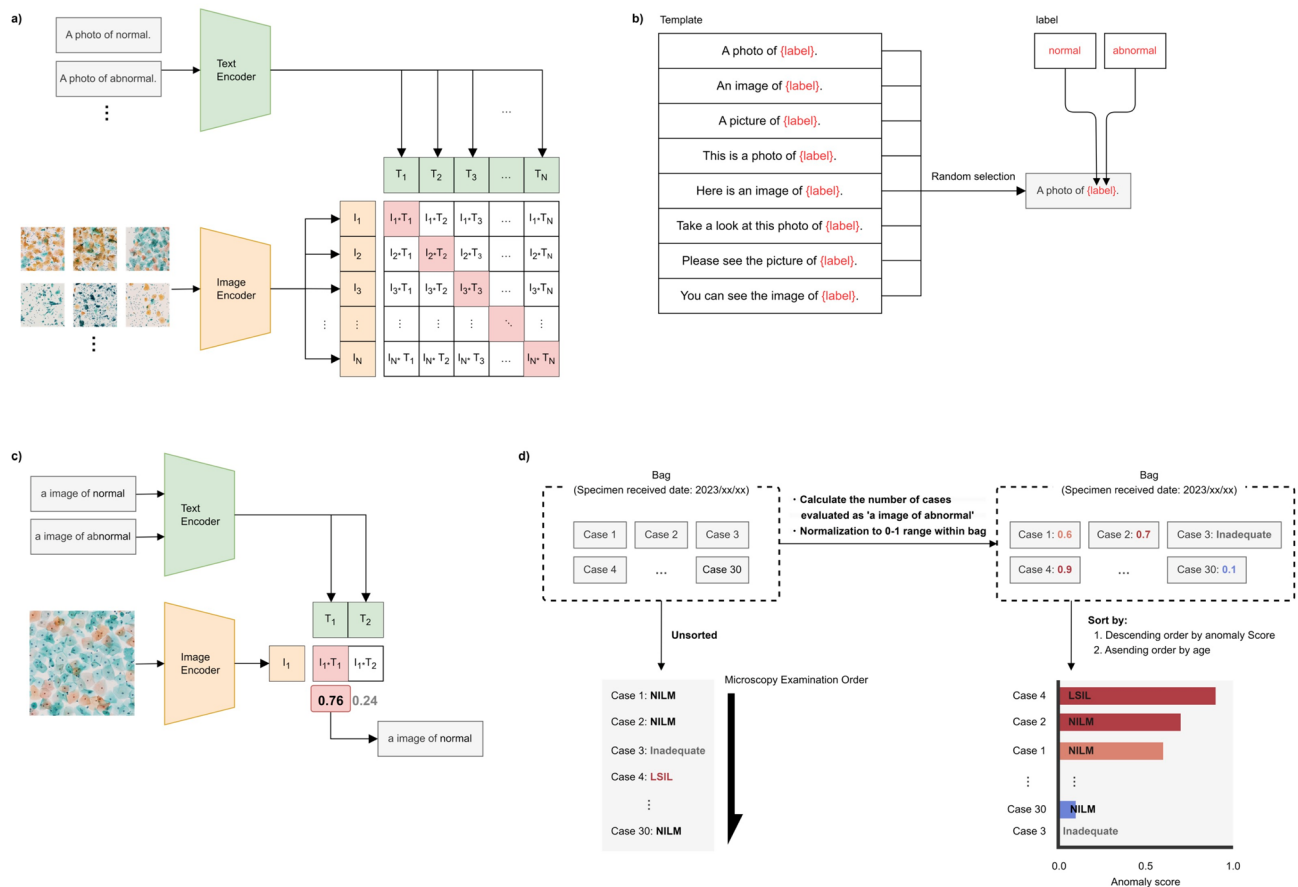 a)
A photo of normal.
A photo of abnormal.
⋮
Text
Encoder
...
T1 T2 T3 ... TN
Image
Encoder
I1 I1·T1 I1·T2 I1·T3 ... I1·TN
I2 I2·T1 I2·T2 I2·T3 ... I2·TN
I3 I3·T1 I3·T2 I3·T3 ... I3·TN
⋮ ⋮ ⋮ ⋮ ⋮ ⋱ ⋮
IN IN·T1 IN·T2 IN·T3 ... IN·TN
⋮
b)
Template
A photo of {label}.
An image of {label}.
A picture of {label}.
This is a photo of {label}.
Here is an image of {label}.
Take a look at this photo of {label}.
Please see the picture of {label}.
You can see the image of {label}.
Random selection
label
normal abnormal
A photo of {label}.
c)
a image of normal
a image of abnormal
Text
Encoder
T1 T2
Image
Encoder
I1 I1·T1 I1·T2
0.76 0.24
a image of normal
d)
Bag
(Specimen received date: 2023/xx/xx)
Case 1 Case 2 Case 3
Case 4 ... Case 30
· Calculate the number of cases
evaluated as 'a image of abnormal'
· Normalization to 0-1 range within bag
Bag
(Specimen received date: 2023/xx/xx)
Case 1: 0.6 Case 2: 0.7 Case 3: Inadequate
Case 4: 0.9 ... Case 30: 0.1
Unsorted
Case 1: NILM
Case 2: NILM
Case 3: Inadequate
Case 4: LSIL
⋮
Case 30: NILM
Microscopy Examination Order
Sort by:
1. Descending order by anomaly Score
2. Asending order by age
Case 4 LSIL
Case 2 NILM
Case 1 NILM
⋮ ⋮
Case 30 NILM
Case 3 Inadequate
0.0 0.5 1.0
Anomaly score